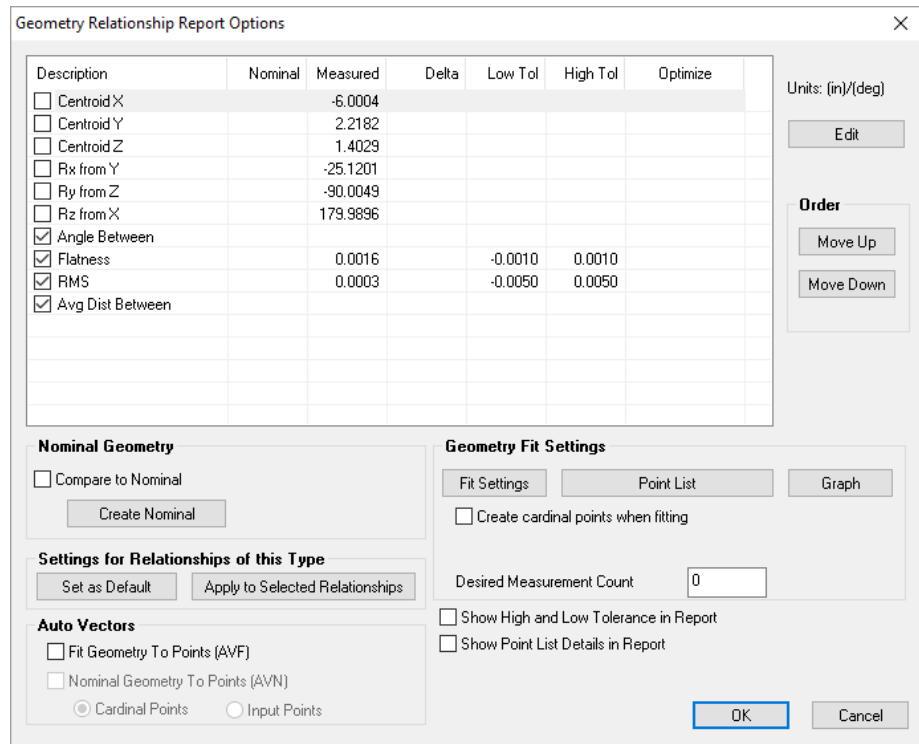 Geometry Relationship Report Options
Description Nominal Measured Delta Low Tol High Tol Optimize
Centroid X -6.0004
Centroid Y 2.2182
Centroid Z 1.4029
Rx from Y -25.1201
Ry from Z -90.0049
Rz from X 179.9896
Angle Between
Flatness 0.0016 -0.0010 0.0010
RMS 0.0003 -0.0050 0.0050
Avg Dist Between
Units: (in)/(deg)
Edit
Order
Move Up
Move Down
Nominal Geometry
Compare to Nominal
Create Nominal
Settings for Relationships of this Type
Set as Default Apply to Selected Relationships
Auto Vectors
Fit Geometry To Points (AVF)
Nominal Geometry To Points (AVN)
Cardinal Points Input Points
Geometry Fit Settings
Fit Settings Point List Graph
Create cardinal points when fitting
Desired Measurement Count 0
Show High and Low Tolerance in Report
Show Point List Details in Report
OK Cancel